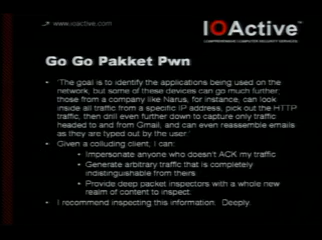 www.ioactive.com
IOActive™
COMPREHENSIVE COMPUTER SECURITY SERVICES
Go Go Pakket Pwn
• "The goal is to identify the applications being used on the
network, but some of these devices can go much further;
those from a company like Narus, for instance, can look
inside all traffic from a specific IP address, pick out the HTTP
traffic, then drill even further down to capture only traffic
headed to and from Gmail, and can even reassemble emails
as they are typed out by the user."
• Given a colluding client, I can:
• Impersonate anyone who doesn't ACK my traffic
• Generate arbitrary traffic that is completely
indistinguishable from theirs
• Provide deep packet inspectors with a whole new
realm of content to inspect.
• I recommend inspecting this information. Deeply.